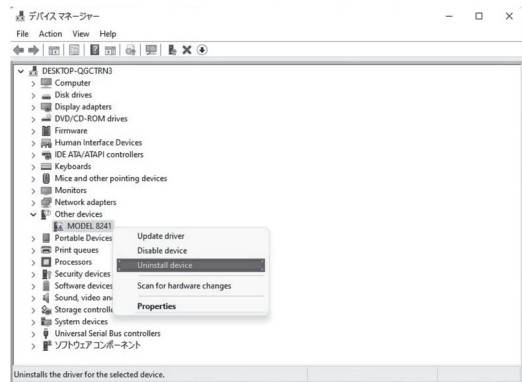 デバイス マネージャー
File Action View Help
DESKTOP-QGCTRN3
Computer
Disk drives
Display adapters
DVD/CD-ROM drives
Firmware
Human Interface Devices
IDE ATA/ATAPI controllers
Keyboards
Mice and other pointing devices
Monitors
Network adapters
Other devices
MODEL 8241
Portable Devices
Print queues
Processors
Security devices
Software devices
Sound, video an
Storage controlle
System devices
Universal Serial Bus controllers
ソフトウェア コンポーネント
Update driver
Disable device
Uninstall device
Scan for hardware changes
Properties
Uninstalls the driver for the selected device.